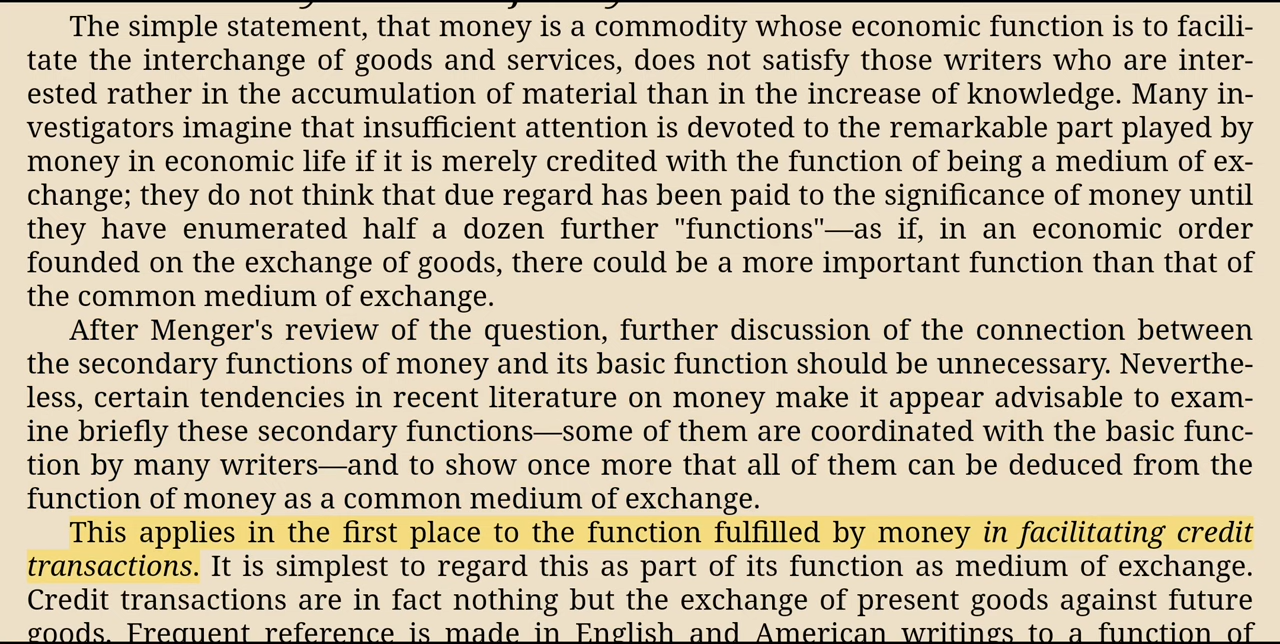 The simple statement, that money is a commodity whose economic function is to facili-
tate the interchange of goods and services, does not satisfy those writers who are inter-
ested rather in the accumulation of material than in the increase of knowledge. Many in-
vestigators imagine that insufficient attention is devoted to the remarkable part played by
money in economic life if it is merely credited with the function of being a medium of ex-
change; they do not think that due regard has been paid to the significance of money until
they have enumerated half a dozen further "functions"—as if, in an economic order
founded on the exchange of goods, there could be a more important function than that of
the common medium of exchange.
After Menger's review of the question, further discussion of the connection between
the secondary functions of money and its basic function should be unnecessary. Neverthe-
less, certain tendencies in recent literature on money make it appear advisable to exam-
ine briefly these secondary functions—some of them are coordinated with the basic func-
tion by many writers—and to show once more that all of them can be deduced from the
function of money as a common medium of exchange.
This applies in the first place to the function fulfilled by money in facilitating credit
transactions. It is simplest to regard this as part of its function as medium of exchange.
Credit transactions are in fact nothing but the exchange of present goods against future
goods. Frequent reference is made in English and American writings to a function of